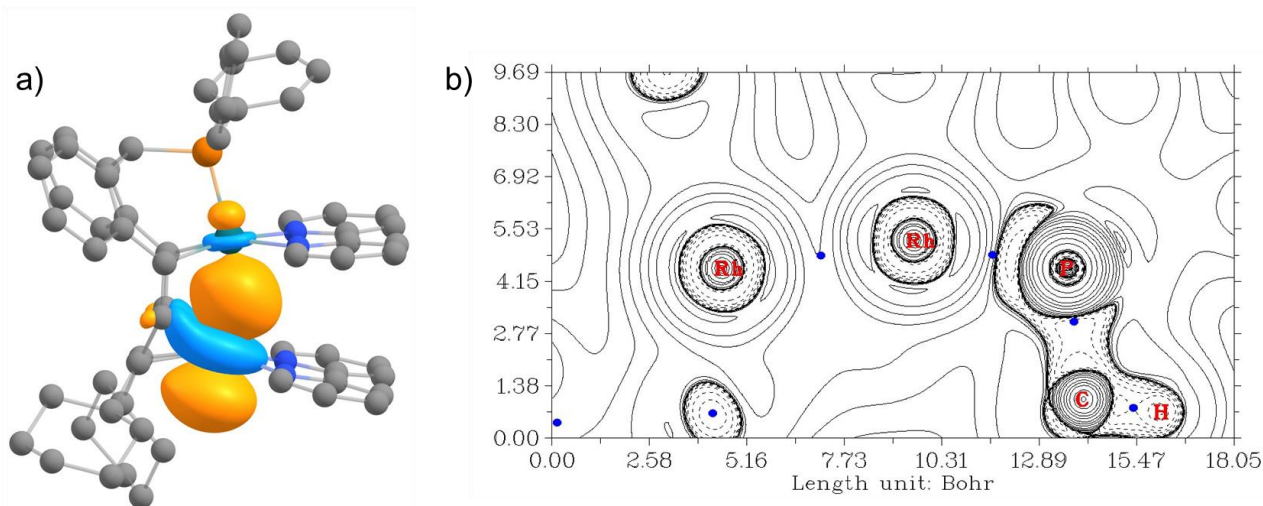 a)
b)
9.69
8.30
6.92
5.53
4.15
2.77
1.38
0.00
Rh
Rh
P
C
H
0.00 2.58 5.16 7.73 10.31 12.89 15.47 18.05
Length unit: Bohr